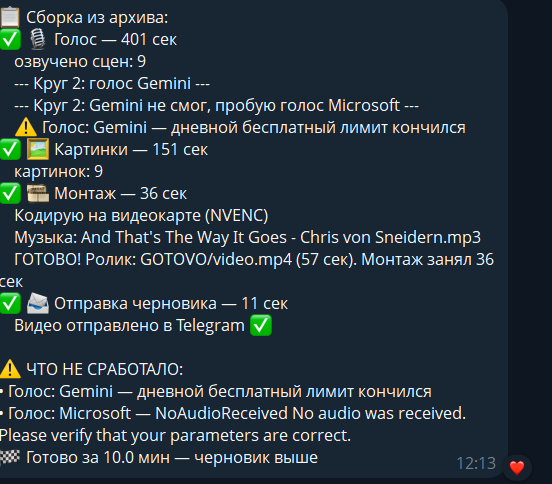 📋 Сборка из архива:
✅ 🎙 Голос — 401 сек
озвучено сцен: 9
--- Круг 2: голос Gemini ---
--- Круг 2: Gemini не смог, пробую голос Microsoft ---
⚠️ Голос: Gemini — дневной бесплатный лимит кончился
✅ 🖼 Картинки — 151 сек
картинок: 9
✅ 🎬 Монтаж — 36 сек
Кодирую на видеокарте (NVENC)
Музыка: And That's The Way It Goes - Chris von Sneidern.mp3
ГОТОВО! Ролик: GOTOVO/video.mp4 (57 сек). Монтаж занял 36
сек
✅ 📨 Отправка черновика — 11 сек
Видео отправлено в Telegram ✅
⚠️ ЧТО НЕ СРАБОТАЛО:
• Голос: Gemini — дневной бесплатный лимит кончился
• Голос: Microsoft — NoAudioReceived No audio was received.
Please verify that your parameters are correct.
🏁 Готово за 10.0 мин — черновик выше
12:13 ❤️